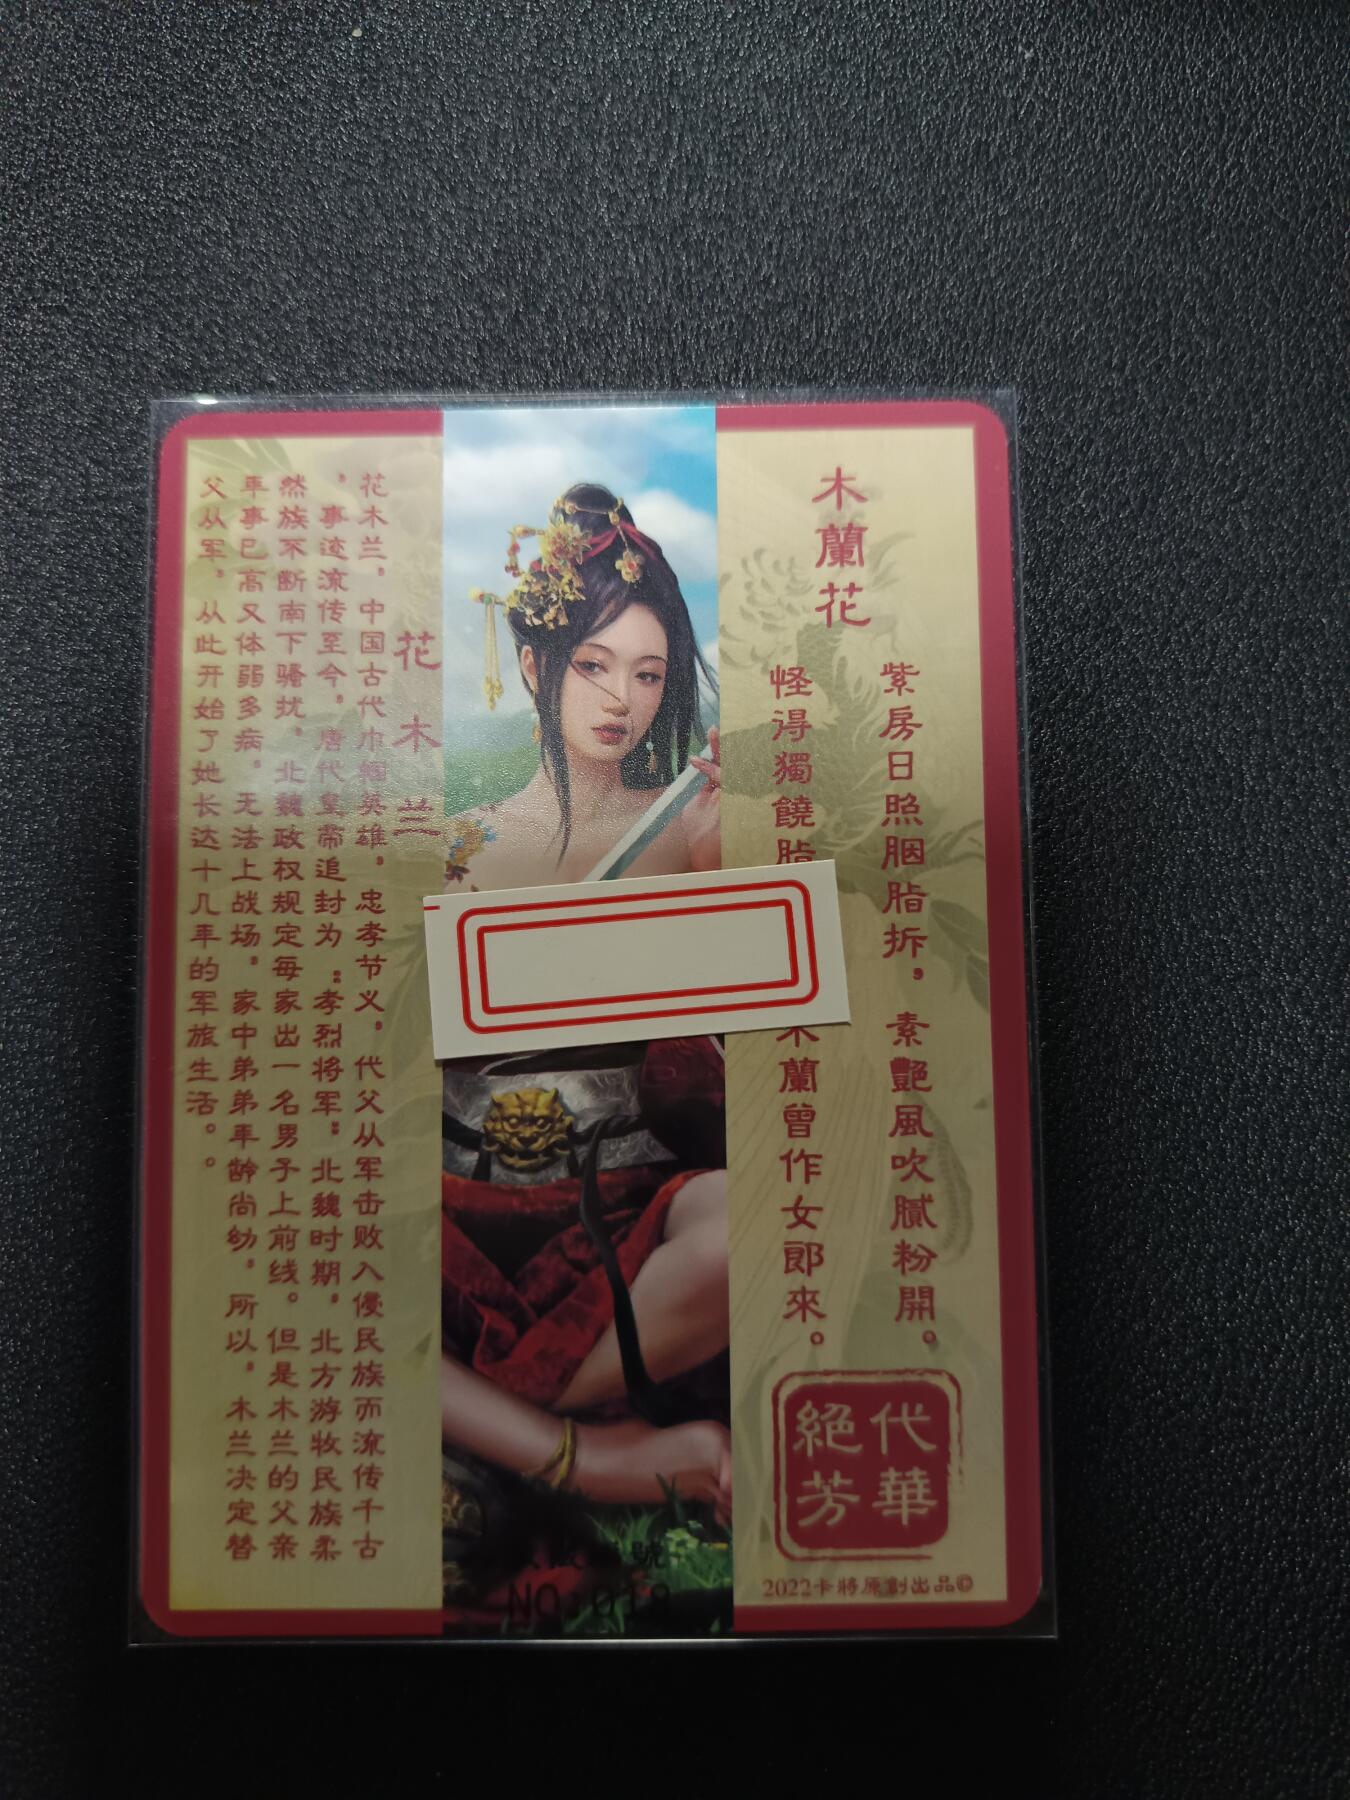 木蘭花
紫房日照胭脂拆，素艷風吹膩粉開。
怪得獨饒脂木蘭曾作女郎來。
代華
絕芳
2022卡將原創出品©
花木兰
花木兰，中国古代巾帼英雄，忠孝节义，代父从军击败入侵民族而流传千古
，事迹流传至今，唐代皇帝追封为“孝烈将军”北魏时期，北方游牧民族柔
然族不断南下骚扰，北魏政权规定每家出一名男子上前线。但是木兰的父亲
年事已高又体弱多病，无法上战场，家中弟弟年龄尚幼，所以，木兰决定替
父从军，从此开始了她长达十几年的军旅生活。
號